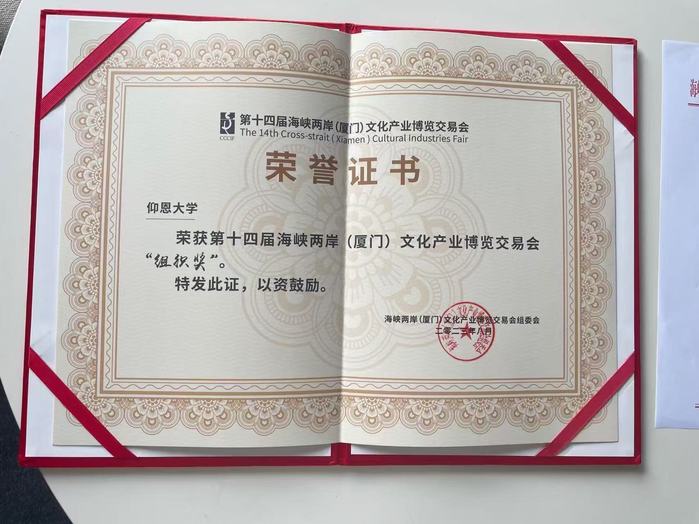 CCCIF
第十四届海峡两岸(厦门)文化产业博览交易会
The 14th Cross-strait ( Xiamen ) Cultural Industries Fair
荣誉证书
仰恩大学
荣获第十四届海峡两岸（厦门）文化产业博览交易会
“组织奖”。
特发此证，以资鼓励。
海峡两岸(厦门)文化产业博览交易会组委会
二〇二二年八月